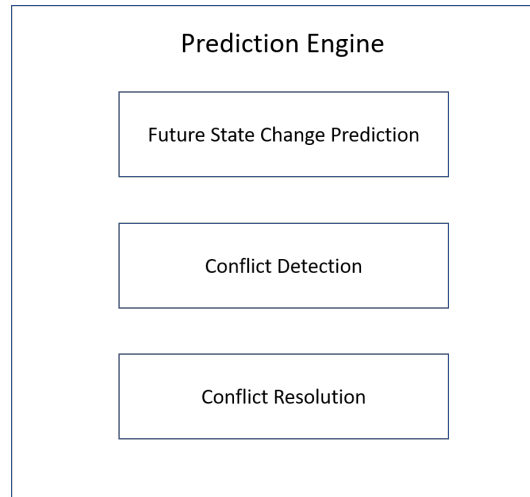 Prediction Engine
Future State Change Prediction
Conflict Detection
Conflict Resolution